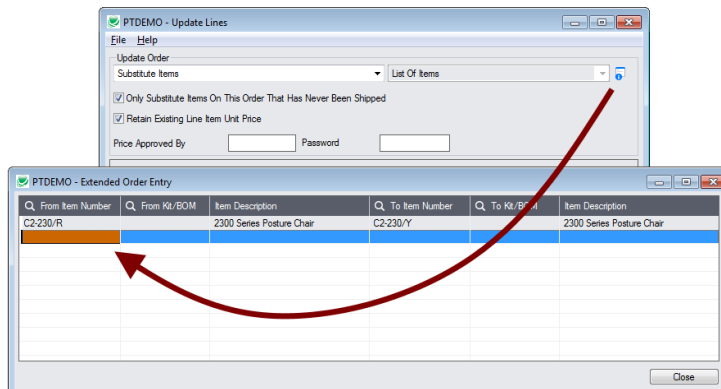 PTDEMO - Update Lines
File Help
Update Order
Substitute Items List Of Items
Only Substitute Items On This Order That Has Never Been Shipped
Retain Existing Line Item Unit Price
Price Approved By Password
PTDEMO - Extended Order Entry
From Item Number From Kit/BOM Item Description To Item Number To Kit/BOM Item Description
C2-230/R 2300 Series Posture Chair C2-230/Y 2300 Series Posture Chair
Close